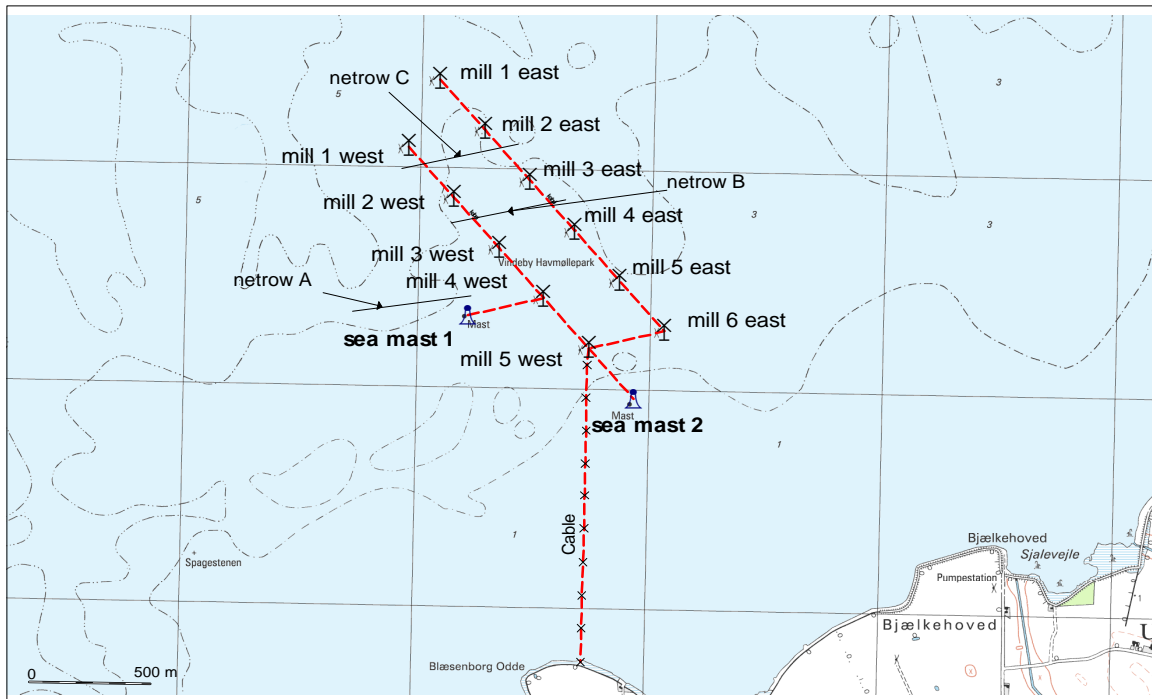 mill 1 east
netrow C
3
5
mill 2 east
mill 1 west
mill 3 east
netrow B
mill 2 west
5
3
3
mill 4 east
mill 3 west
Vindeby Havmøllepark
mill 5 east
netrow A
mill 4 west
Mast
sea mast 1
mill 6 east
mill 5 west
Mast
sea mast 2
1
Cable
1
Spagestenen
Bjælkehoved
Sjalevejle
Pumpestation
1
Bjælkehoved
U
Blæsenborg Odde
0
500 m